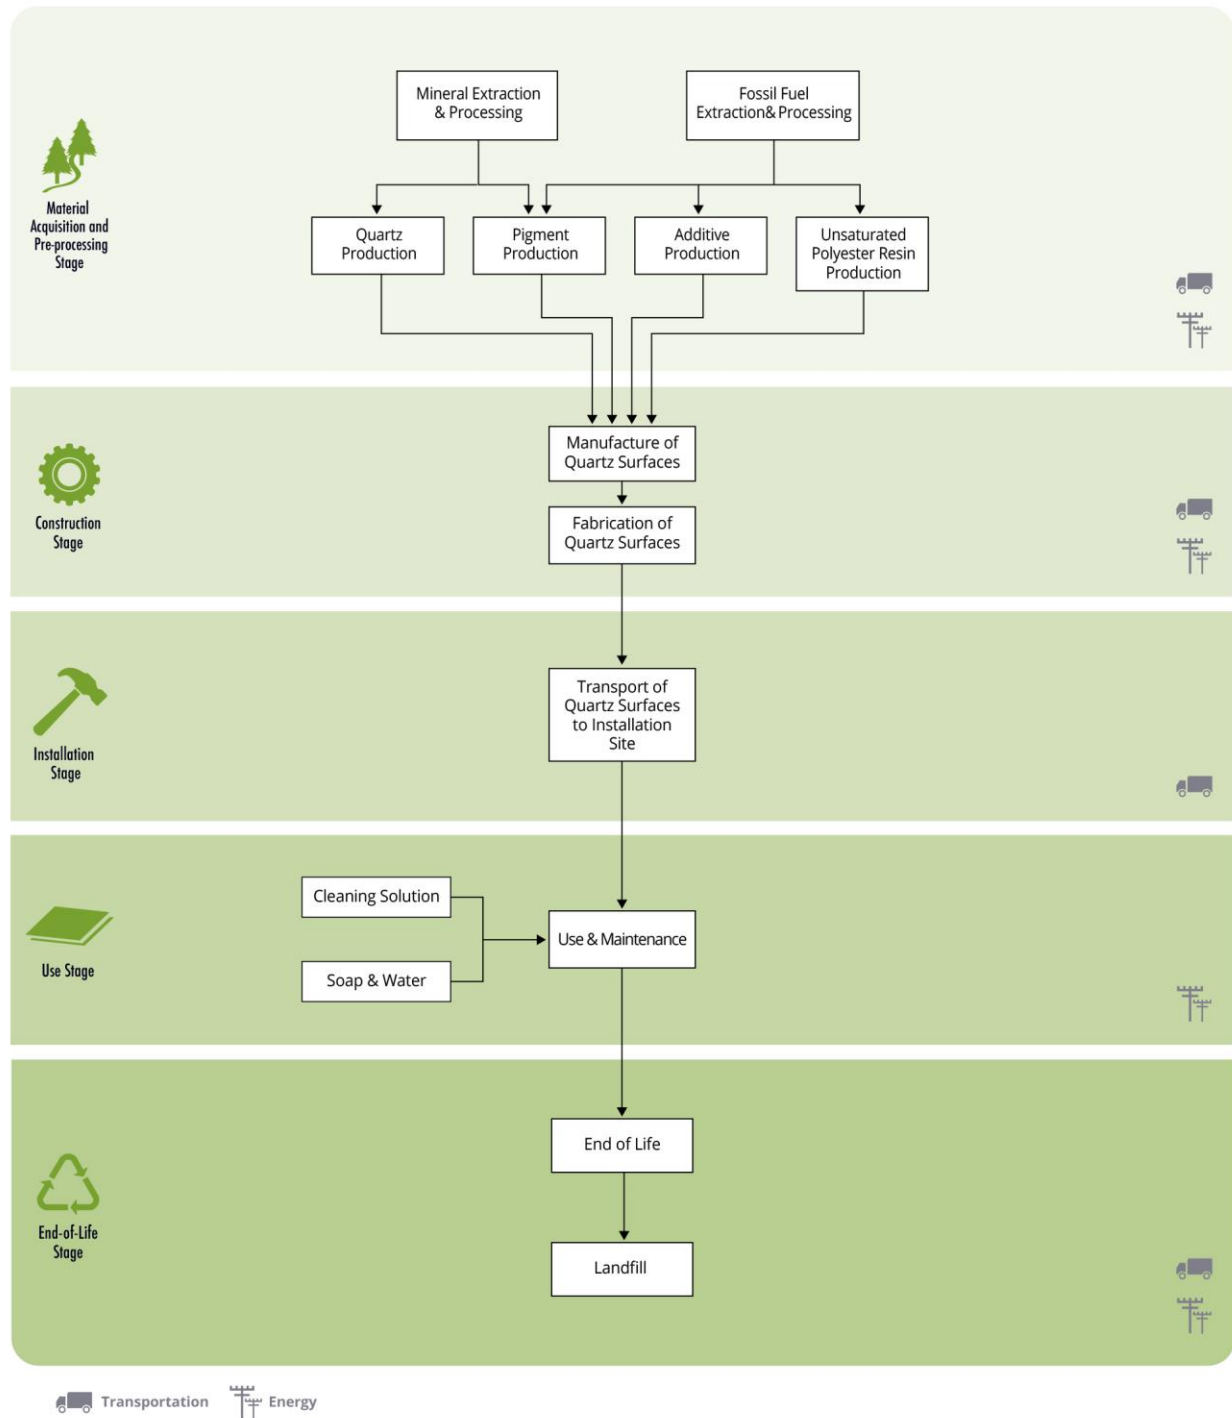 Mineral Extraction
& Processing
Fossil Fuel
Extraction& Processing
Material
Acquisition and
Pre-processing
Stage
Quartz
Production
Pigment
Production
Additive
Production
Unsaturated
Polyester Resin
Production
Construction
Stage
Manufacture of
Quartz Surfaces
Fabrication of
Quartz Surfaces
Installation
Stage
Transport of
Quartz Surfaces
to Installation
Site
Use Stage
Cleaning Solution
Soap & Water
Use & Maintenance
End-of-Life
Stage
End of Life
Landfill
Transportation
Energy